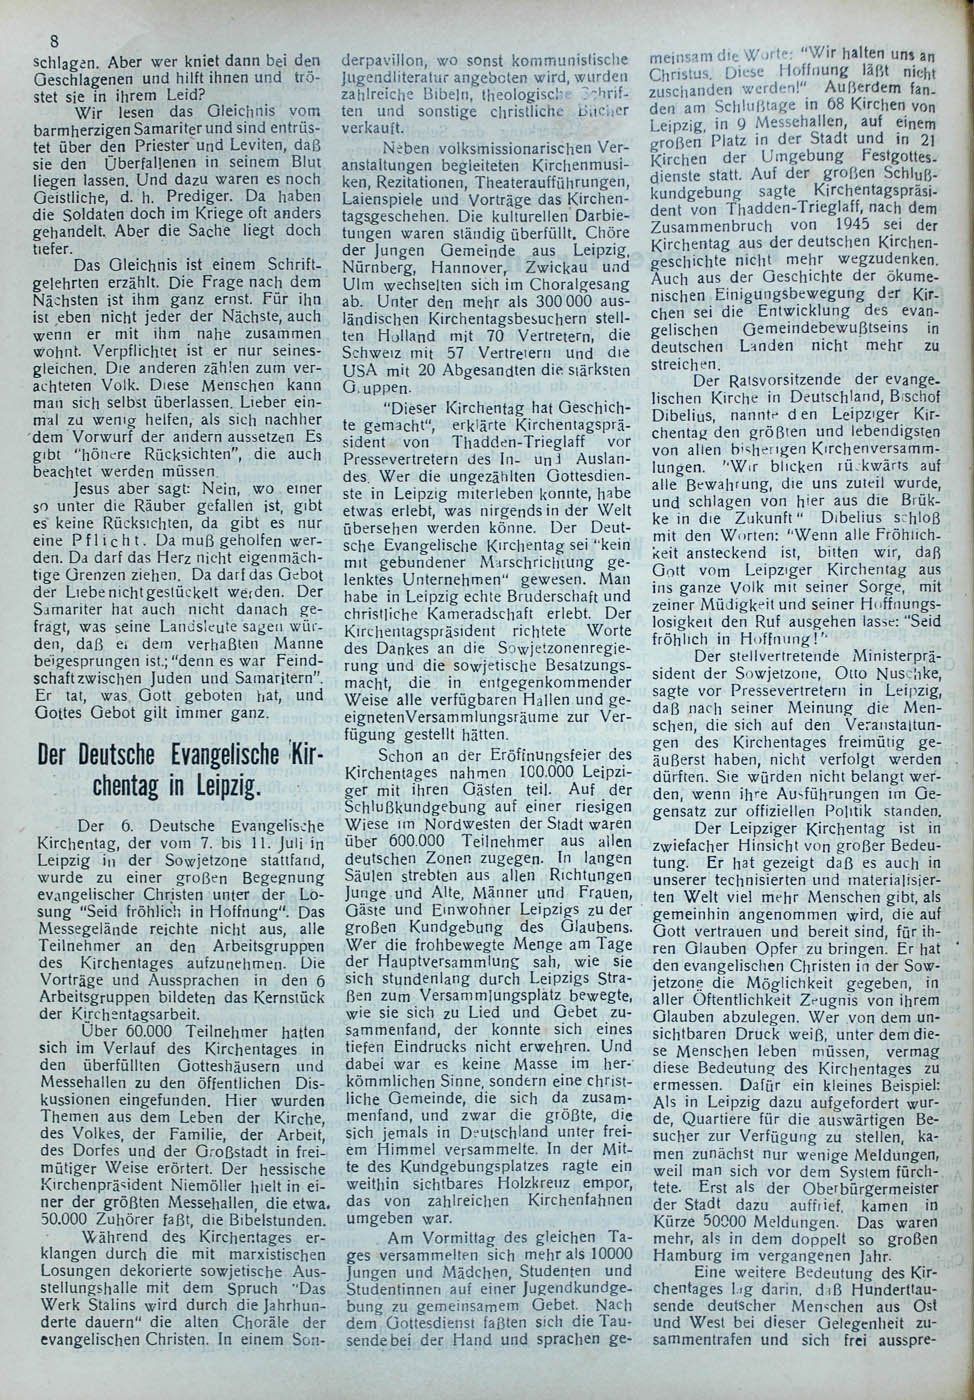 8
schlagen. Aber wer kniet dann bei den
Geschlagenen und hilft ihnen und trö-
stet sie in ihrem Leid?
Wir lesen das Gleichnis vom
barmherzigen Samariter und sind entrüs-
tet über den Priester und Leviten, daß
sie den Überfallenen in seinem Blut
liegen lassen. Und dazu waren es noch
Geistliche, d. h. Prediger. Da haben
die Soldaten doch im Kriege oft anders
gehandelt. Aber die Sache liegt doch
tiefer.
Das Gleichnis ist einem Schrift-
gelehrten erzählt. Die Frage nach dem
Nächsten ist ihm ganz ernst. Für ihn
ist eben nicht jeder der Nächste, auch
wenn er mit ihm nahe zusammen
wohnt. Verpflichtet ist er nur seines-
gleichen. Die anderen zählen zum ver-
achteten Volk. Diese Menschen kann
man sich selbst überlassen. Lieber ein-
mal zu wenig helfen, als sich nachher
dem Vorwurf der andern aussetzen Es
gibt "höhere Rücksichten", die auch
beachtet werden müssen
Jesus aber sagt: Nein, wo einer
so unter die Räuber gefallen ist, gibt
es keine Rücksichten, da gibt es nur
eine Pflicht. Da muß geholfen wer-
den. Da darf das Herz nicht eigenmäch-
tige Grenzen ziehen. Da darf das Gebot
der Liebe nicht gestückelt werden. Der
Samariter hat auch nicht danach ge-
fragt, was seine Landsleute sagen wür-
den, daß er dem verhaßten Manne
beigesprungen ist.; "denn es war Feind-
schaft zwischen Juden und Samaritern".
Er tat, was Gott geboten hat, und
Gottes Gebot gilt immer ganz.
Der Deutsche Evangelische Kir-
chentag in Leipzig.
Der 6. Deutsche Evangelische
Kirchentag, der vom 7. bis 11. Juli in
Leipzig in der Sowjetzone stattfand,
wurde zu einer großen Begegnung
evangelischer Christen unter der Lo-
sung "Seid fröhlich in Hoffnung". Das
Messegelände reichte nicht aus, alle
Teilnehmer an den Arbeitsgruppen
des Kirchentages aufzunehmen. Die
Vorträge und Aussprachen in den 6
Arbeitsgruppen bildeten das Kernstück
der Kirchentagsarbeit.
Über 60.000 Teilnehmer hatten
sich im Verlauf des Kirchentages in
den überfüllten Gotteshäusern und
Messehallen zu den öffentlichen Dis-
kussionen eingefunden. Hier wurden
Themen aus dem Leben der Kirche,
des Volkes, der Familie, der Arbeit,
des Dorfes und der Großstadt in frei-
mütiger Weise erörtert. Der hessische
Kirchenpräsident Niemöller hielt in ei-
ner der größten Messehallen, die etwa
50.000 Zuhörer faßt, die Bibelstunden.
Während des Kirchentages er-
klangen durch die mit marxistischen
Losungen dekorierte sowjetische Aus-
stellungshalle mit dem Spruch "Das
Werk Stalins wird durch die Jahrhun-
derte dauern" die alten Choräle der
evangelischen Christen. In einem Son-
derpavillon, wo sonst kommunistische
Jugendliteratur angeboten wird, wurden
zahlreiche Bibeln, theologische Schrif-
ten und sonstige christliche Bücher
verkauft.
Neben volksmissionarischen Ver-
anstaltungen begleiteten Kirchenmusi-
ken, Rezitationen, Theateraufführungen,
Laienspiele und Vorträge das Kirchen-
tagsgeschehen. Die kulturellen Darbie-
tungen waren ständig überfüllt. Chöre
der Jungen Gemeinde aus Leipzig,
Nürnberg, Hannover, Zwickau und
Ulm wechselten sich im Choralgesang
ab. Unter den mehr als 300 000 aus-
ländischen Kirchentagsbesuchern stell-
ten Holland mit 70 Vertretern, die
Schweiz mit 57 Vertretern und die
USA mit 20 Abgesandten die stärksten
G.uppen.
"Dieser Kirchentag hat Geschich-
te gemacht", erklärte Kirchentagsprä-
sident von Thadden-Trieglaff vor
Pressevertretern des In- und Auslan-
des. Wer die ungezählten Gottesdien-
ste in Leipzig miterleben konnte, habe
etwas erlebt, was nirgends in der Welt
übersehen werden könne. Der Deut-
sche Evangelische Kirchentag sei "kein
mit gebundener Marschrichtung ge-
lenktes Unternehmen" gewesen. Man
habe in Leipzig echte Bruderschaft und
christliche Kameradschaft erlebt. Der
Kirchentagspräsident richtete Worte
des Dankes an die Sowjetzonenregie-
rung und die sowjetische Besatzungs-
macht, die in entgegenkommender
Weise alle verfügbaren Hallen und ge-
eigneten Versammlungsräume zur Ver-
fügung gestellt hätten.
Schon an der Eröffnungsfeier des
Kirchentages nahmen 100.000 Leipzi-
ger mit ihren Gästen teil. Auf der
Schlußkundgebung auf einer riesigen
Wiese im Nordwesten der Stadt waren
über 600.000 Teilnehmer aus allen
deutschen Zonen zugegen. In langen
Säulen strebten aus allen Richtungen
Junge und Alte, Männer und Frauen,
Gäste und Einwohner Leipzigs zu der
großen Kundgebung des Glaubens.
Wer die frohbewegte Menge am Tage
der Hauptversammlung sah, wie sie
sich stundenlang durch Leipzigs Stra-
ßen zum Versammlungsplatz bewegte,
wie sie sich zu Lied und Gebet zu-
sammenfand, der konnte sich eines
tiefen Eindrucks nicht erwehren. Und
dabei war es keine Masse im her-
kömmlichen Sinne, sondern eine christ-
liche Gemeinde, die sich da zusam-
menfand, und zwar die größte, die
sich jemals in Deutschland unter frei-
em Himmel versammelte. In der Mit-
te des Kundgebungsplatzes ragte ein
weithin sichtbares Holzkreuz empor,
das von zahlreichen Kirchenfahnen
umgeben war.
Am Vormittag des gleichen Ta-
ges versammelten sich mehr als 10000
Jungen und Mädchen, Studenten und
Studentinnen auf einer Jugendkundge-
bung zu gemeinsamem Gebet. Nach
dem Gottesdienst faßten sich die Tau-
sende bei der Hand und sprachen ge-
meinsam die Worte: "Wir halten uns an
Christus. Diese Hoffnung läßt nicht
zuschanden werden!" Außerdem fan-
den am Schlußtage in 68 Kirchen von
Leipzig, in 9 Messehallen, auf einem
großen Platz in der Stadt und in 21
Kirchen der Umgebung Festgottes-
dienste statt. Auf der großen Schluß-
kundgebung sagte Kirchentagspräsi-
dent von Thadden-Trieglaff, nach dem
Zusammenbruch von 1945 sei der
Kirchentag aus der deutschen Kirchen-
geschichte nicht mehr wegzudenken.
Auch aus der Geschichte der ökume-
nischen Einigungsbewegung der Kir-
chen sei die Entwicklung des evan-
gelischen Gemeindebewußtseins in
deutschen Landen nicht mehr zu
streichen.
Der Ratsvorsitzende der evange-
lischen Kirche in Deutschland, Bischof
Dibelius, nannte den Leipziger Kir-
chentag den größten und lebendigsten
von allen bisherigen Kirchenversamm-
lungen. "Wir blicken rückwärts auf
alle Bewahrung, die uns zuteil wurde,
und schlagen von hier aus die Brük-
ke in die Zukunft" Dibelius schloß
mit den Worten: "Wenn alle Fröhlich-
keit ansteckend ist, bitten wir, daß
Gott vom Leipziger Kirchentag aus
ins ganze Volk mit seiner Sorge, mit
zeiner Müdigkeit und seiner Hoffnungs-
losigkeit den Ruf ausgehen lasse: "Seid
fröhlich in Hoffnung!"
Der stellvertretende Ministerprä-
sident der Sowjetzone, Otto Nuschke,
sagte vor Pressevertretern in Leipzig,
daß nach seiner Meinung die Men-
schen, die sich auf den Veranstaltun-
gen des Kirchentages freimütig ge-
äußerst haben, nicht verfolgt werden
dürften. Sie würden nicht belangt wer-
den, wenn ihre Ausführungen im Ge-
gensatz zur offiziellen Politik standen.
Der Leipziger Kirchentag ist in
zwiefacher Hinsicht von großer Bedeu-
tung. Er hat gezeigt daß es auch in
unserer technisierten und materialisier-
ten Welt viel mehr Menschen gibt, als
gemeinhin angenommen wird, die auf
Gott vertrauen und bereit sind, für ih-
ren Glauben Opfer zu bringen. Er hat
den evangelischen Christen in der Sow-
jetzone die Möglichkeit gegeben, in
aller Öftentlichkeit Zeugnis von ihrem
Glauben abzulegen. Wer von dem un-
sichtbaren Druck weiß, unter dem die-
se Menschen leben müssen, vermag
diese Bedeutung des Kirchentages zu
ermessen. Dafür ein kleines Beispiel:
Als in Leipzig dazu aufgefordert wur-
de, Quartiere für die auswärtigen Be-
sucher zur Verfügung zu stellen, ka-
men zunächst nur wenige Meldungen,
weil man sich vor dem System fürch-
tete. Erst als der Oberbürgermeister
der Stadt dazu aufrief, kamen in
Kürze 50000 Meldungen. Das waren
mehr, als in dem doppelt so großen
Hamburg im vergangenen Jahr.
Eine weitere Bedeutung des Kir-
chentages lag darin, daß Hunderttau-
sende deutscher Menschen aus Ost
und West bei dieser Gelegenheit zu-
sammentrafen und sich frei ausspre-